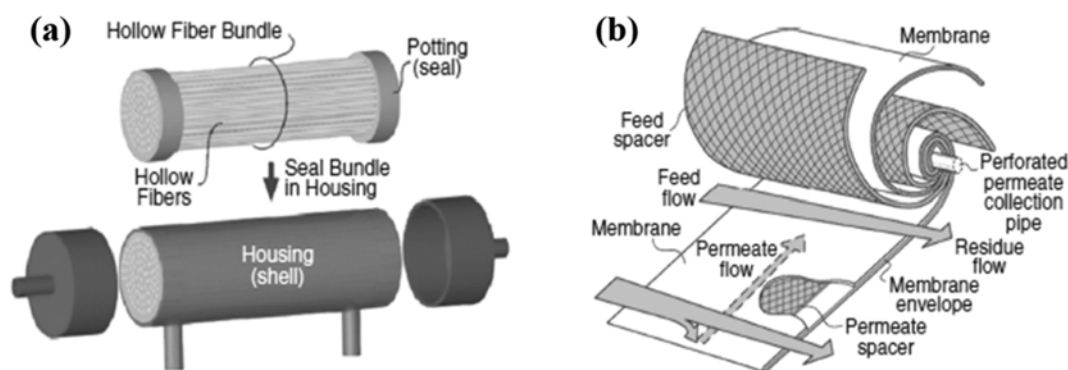 (a)
Hollow Fiber Bundle
Potting
(seal)
Hollow
Fibers
Seal Bundle
in Housing
Housing
(shell)
(b)
Membrane
Feed
spacer
Perforated
permeate
collection
pipe
Feed
flow
Membrane
Permeate
flow
Residue
flow
Membrane
envelope
Permeate
spacer